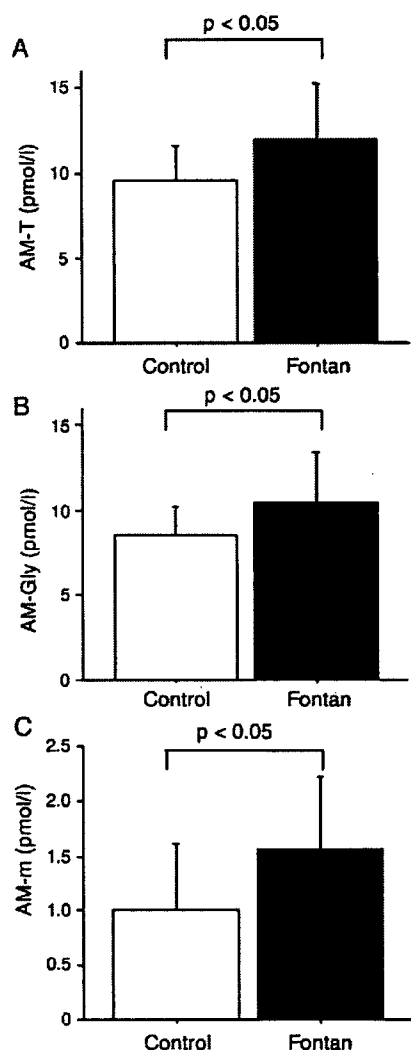 A
p < 0.05
AM-T (pmol/l)
15
10
5
0
Control Fontan
B
p < 0.05
AM-Gly (pmol/l)
15
10
5
0
Control Fontan
C
p < 0.05
AM-m (pmol/l)
2.5
2.0
1.5
1.0
0.5
0
Control Fontan